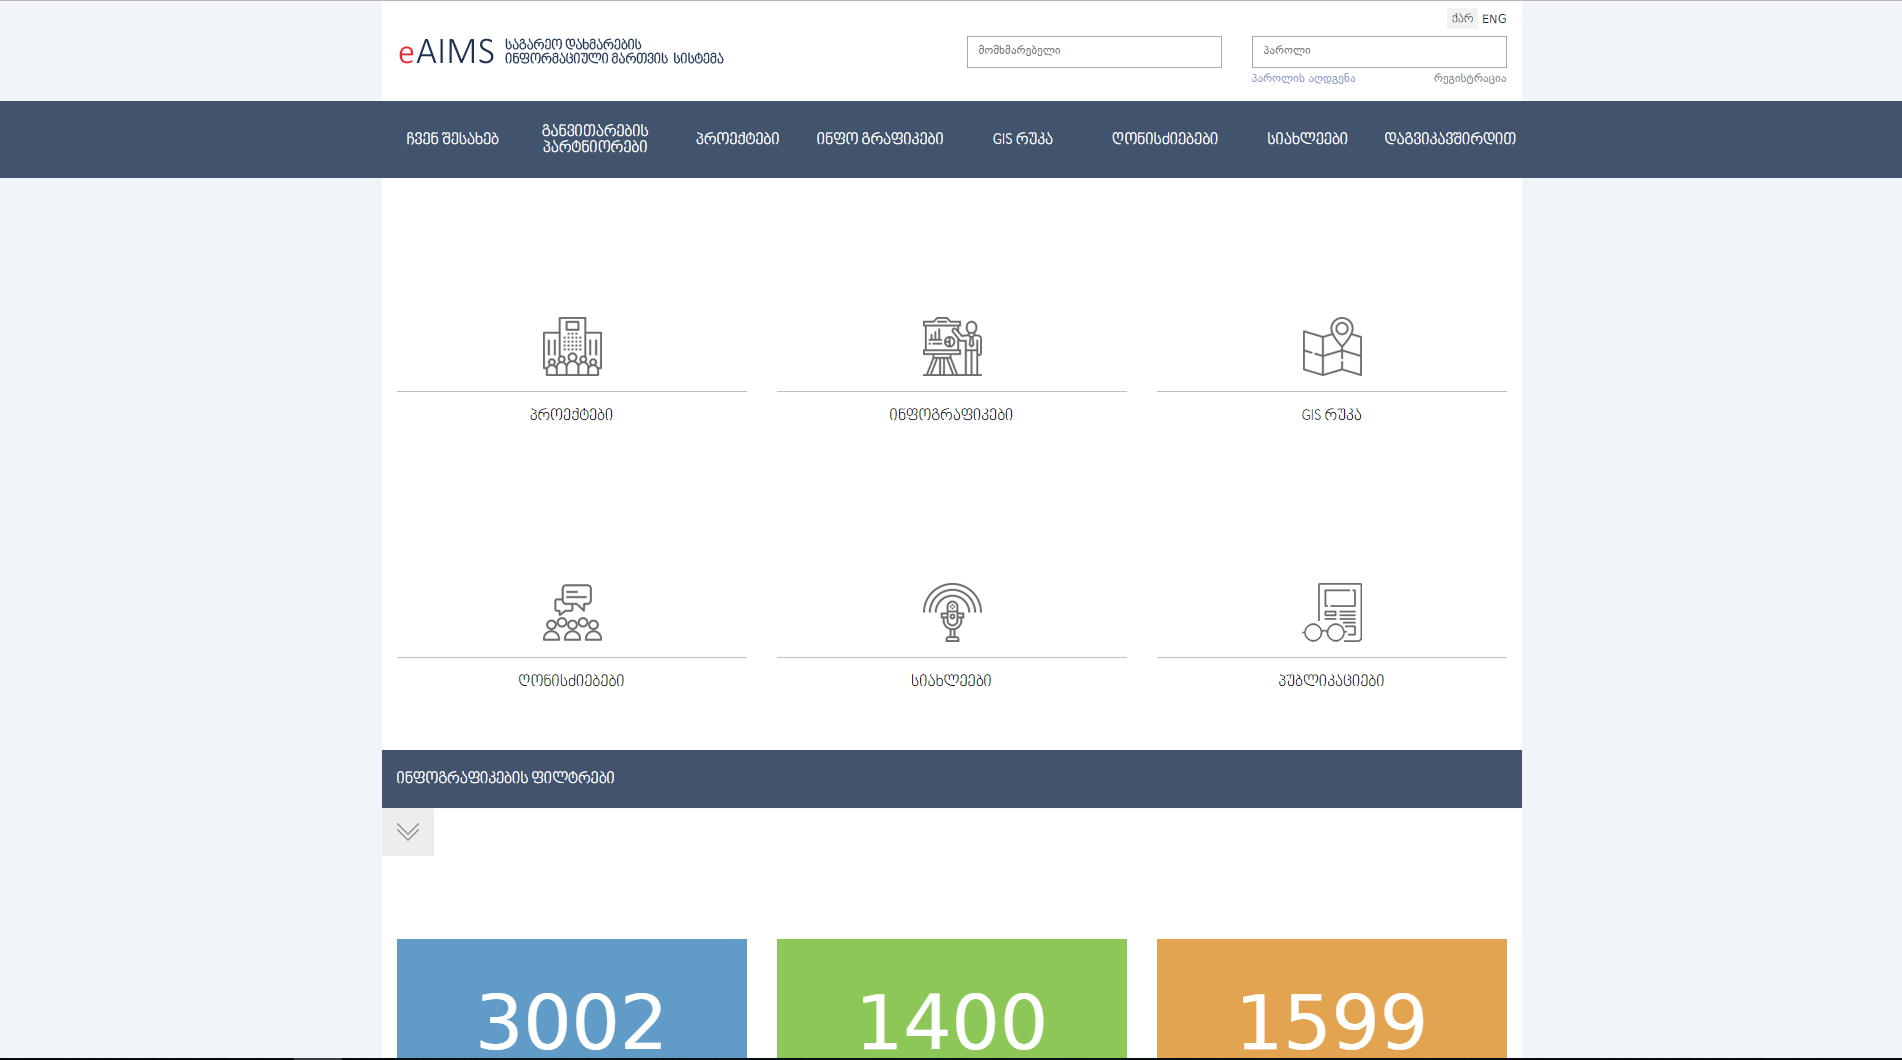 ქარ ENG
eAIMS
საგარეო დახმარების
ინფორმაციული მართვის სისტემა
მომხმარებელი
პაროლი
პაროლის აღდგენა
რეგისტრაცია
ჩვენ შესახებ
განვითარების
პარტნიორები
პროექტები
ინფო გრაფიკები
GIS რუკა
ღონისძიებები
სიახლეები
დაგვიკავშირდით
პროექტები
ინფოგრაფიკები
GIS რუკა
ღონისძიებები
სიახლეები
პუბლიკაციები
ინფოგრაფიკების ფილტრები
3002
1400
1599